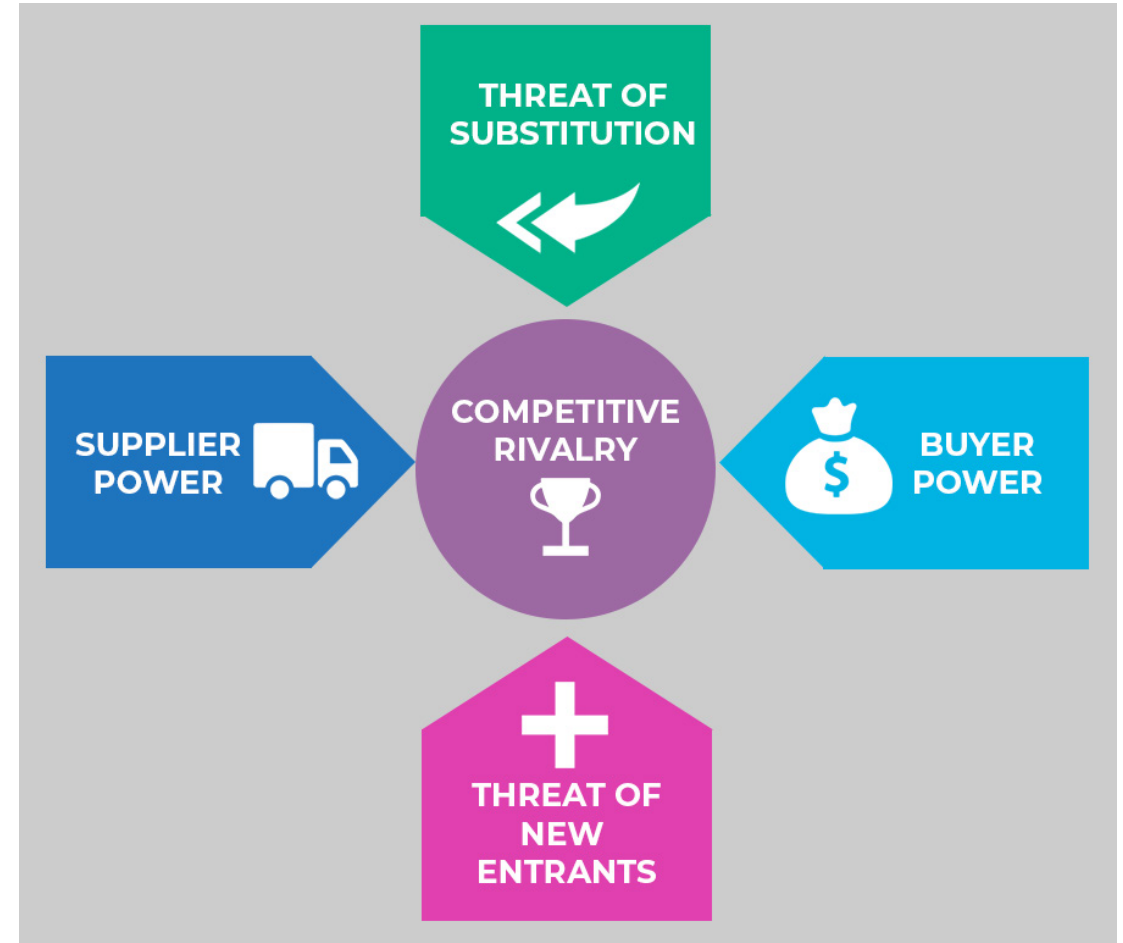 THREAT OF
SUBSTITUTION
SUPPLIER
POWER
COMPETITIVE
RIVALRY
$
BUYER
POWER
THREAT OF
NEW
ENTRANTS